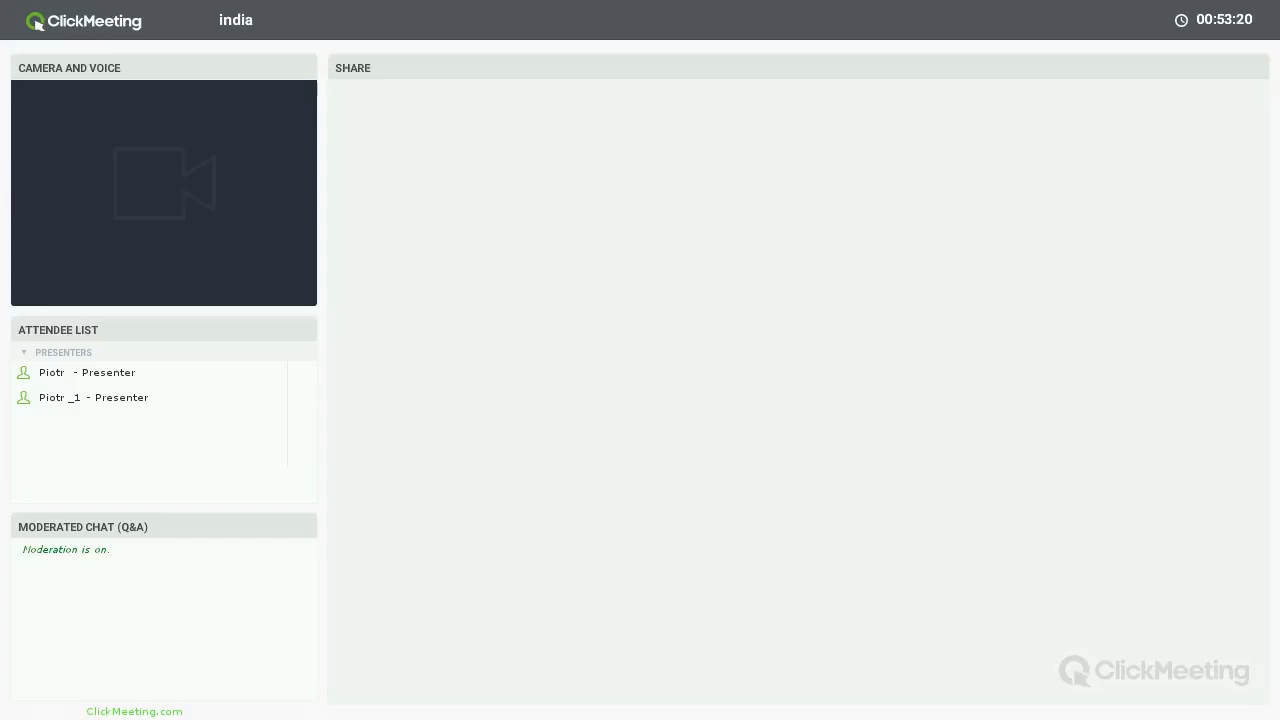 ClickMeeting
india
00:53:20
CAMERA AND VOICE
SHARE
ATTENDEE LIST
PRESENTERS
Piotr - Presenter
Piotr _1 - Presenter
MODERATED CHAT (Q&A)
Moderation is on.
ClickMeeting
ClickMeeting.com